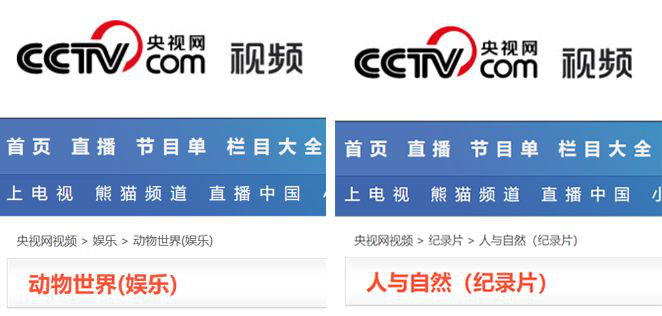 CCTV.com 央视网 视频
首页 直播 节目单 栏目大全
上电视 熊猫频道 直播中国
央视网视频 > 娱乐 > 动物世界(娱乐)
动物世界(娱乐)
CCTV.com 央视网 视频
首页 直播 节目单 栏目大全
上电视 熊猫频道 直播中国 小
央视网视频 > 纪录片 > 人与自然（纪录片)
人与自然（纪录片）